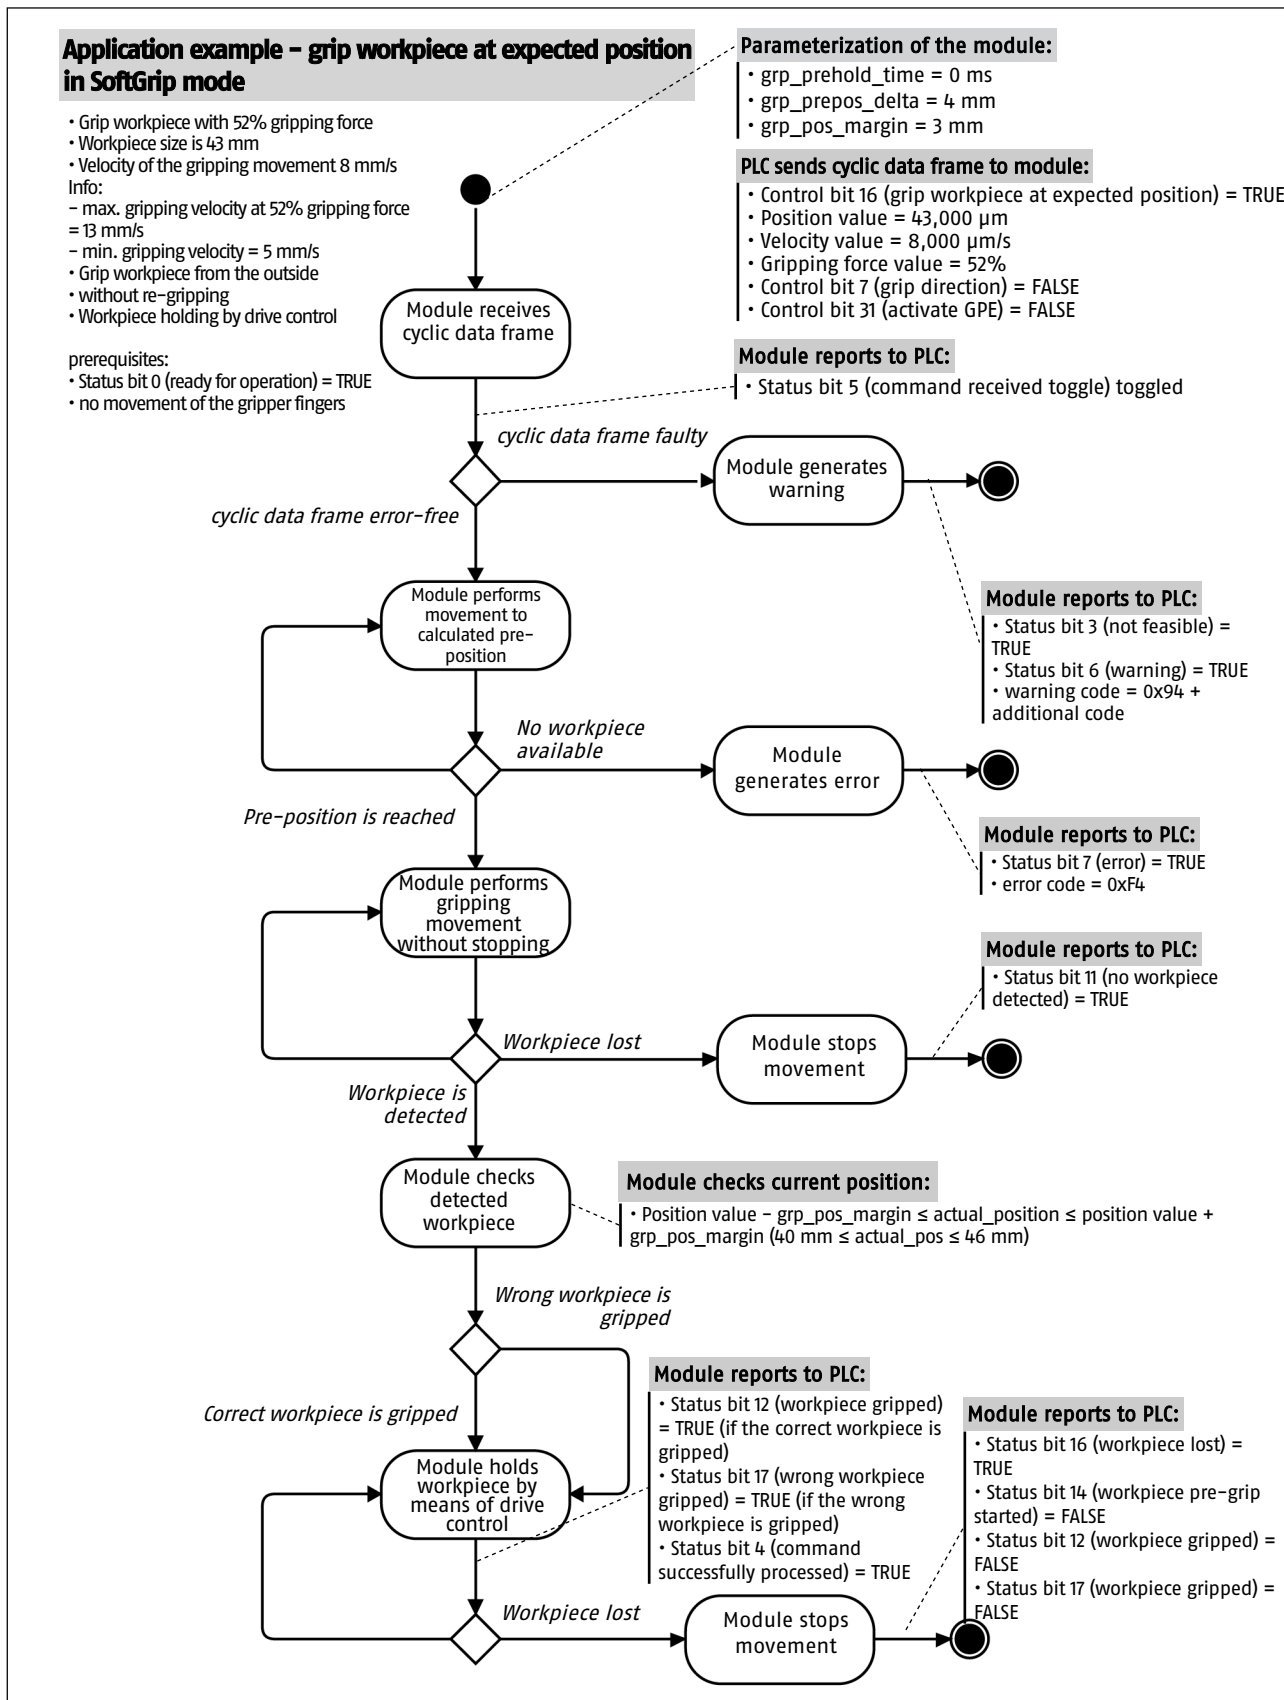 Application example – grip workpiece at expected position
in SoftGrip mode
• Grip workpiece with 52% gripping force
• Workpiece size is 43 mm
• Velocity of the gripping movement 8 mm/s
Info:
– max. gripping velocity at 52% gripping force
= 13 mm/s
– min. gripping velocity = 5 mm/s
• Grip workpiece from the outside
• without re-gripping
• Workpiece holding by drive control
prerequisites:
• Status bit 0 (ready for operation) = TRUE
• no movement of the gripper fingers
Parameterization of the module:
• grp_prehold_time = 0 ms
• grp_prepos_delta = 4 mm
• grp_pos_margin = 3 mm
PLC sends cyclic data frame to module:
• Control bit 16 (grip workpiece at expected position) = TRUE
• Position value = 43,000 µm
• Velocity value = 8,000 µm/s
• Gripping force value = 52%
• Control bit 7 (grip direction) = FALSE
• Control bit 31 (activate GPE) = FALSE
Module receives
cyclic data frame
Module reports to PLC:
• Status bit 5 (command received toggle) toggled
cyclic data frame faulty
Module generates
warning
cyclic data frame error-free
Module reports to PLC:
• Status bit 3 (not feasible) =
TRUE
• Status bit 6 (warning) = TRUE
• warning code = 0x94 +
additional code
Module performs
movement to
calculated pre-
position
No workpiece
available
Module
generates error
Pre-position is reached
Module reports to PLC:
• Status bit 7 (error) = TRUE
• error code = 0xF4
Module performs
gripping
movement
without stopping
Module reports to PLC:
• Status bit 11 (no workpiece
detected) = TRUE
Workpiece lost
Module stops
movement
Workpiece is
detected
Module checks
detected
workpiece
Module checks current position:
• Position value - grp_pos_margin ≤ actual_position ≤ position value +
grp_pos_margin (40 mm ≤ actual_pos ≤ 46 mm)
Wrong workpiece is
gripped
Correct workpiece is gripped
Module holds
workpiece by
means of drive
control
Module reports to PLC:
• Status bit 12 (workpiece gripped)
= TRUE (if the correct workpiece is
gripped)
• Status bit 17 (wrong workpiece
gripped) = TRUE (if the wrong
workpiece is gripped)
• Status bit 4 (command
successfully processed) = TRUE
Module reports to PLC:
• Status bit 16 (workpiece lost) =
TRUE
• Status bit 14 (workpiece pre-grip
started) = FALSE
• Status bit 12 (workpiece gripped) =
FALSE
• Status bit 17 (workpiece gripped) =
FALSE
Workpiece lost
Module stops
movement